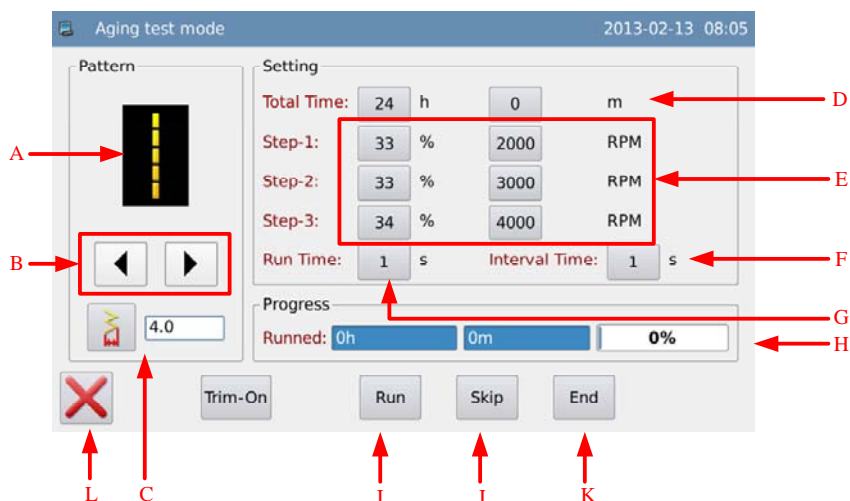 Aging test mode 2013-02-13 08:05
Pattern Setting
Total Time: 24 h 0 m D
A Step-1: 33 % 2000 RPM
Step-2: 33 % 3000 RPM E
Step-3: 34 % 4000 RPM
B Run Time: 1 s Interval Time: 1 s F
Progress G
4.0 Runned: 0h 0m 0% H
Trim-On Run Skip End
L C K